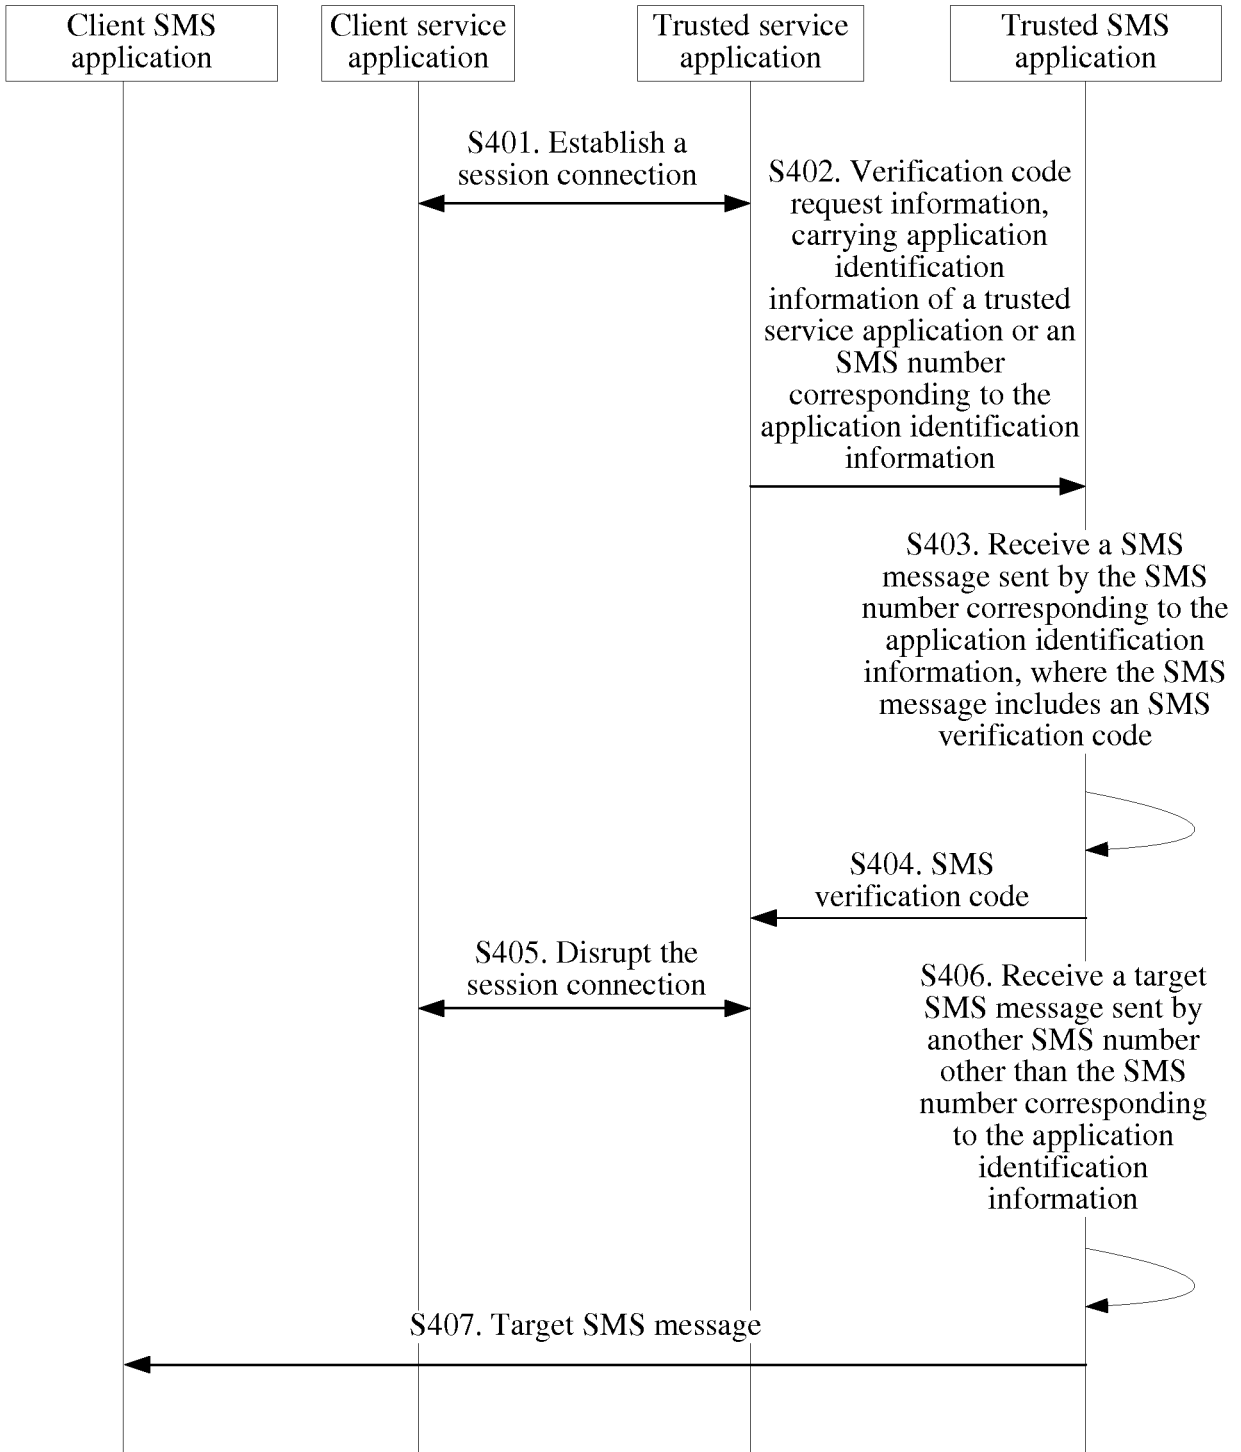 Client SMS
application
Client service
application
Trusted service
application
Trusted SMS
application
S401. Establish a
session connection
S402. Verification code
request information,
carrying application
identification
information of a trusted
service application or an
SMS number
corresponding to the
application identification
information
S403. Receive a SMS
message sent by the SMS
number corresponding to the
application identification
information, where the SMS
message includes an SMS
verification code
S404. SMS
verification code
S405. Disrupt the
session connection
S406. Receive a target
SMS message sent by
another SMS number
other than the SMS
number corresponding
to the application
identification
information
S407. Target SMS message